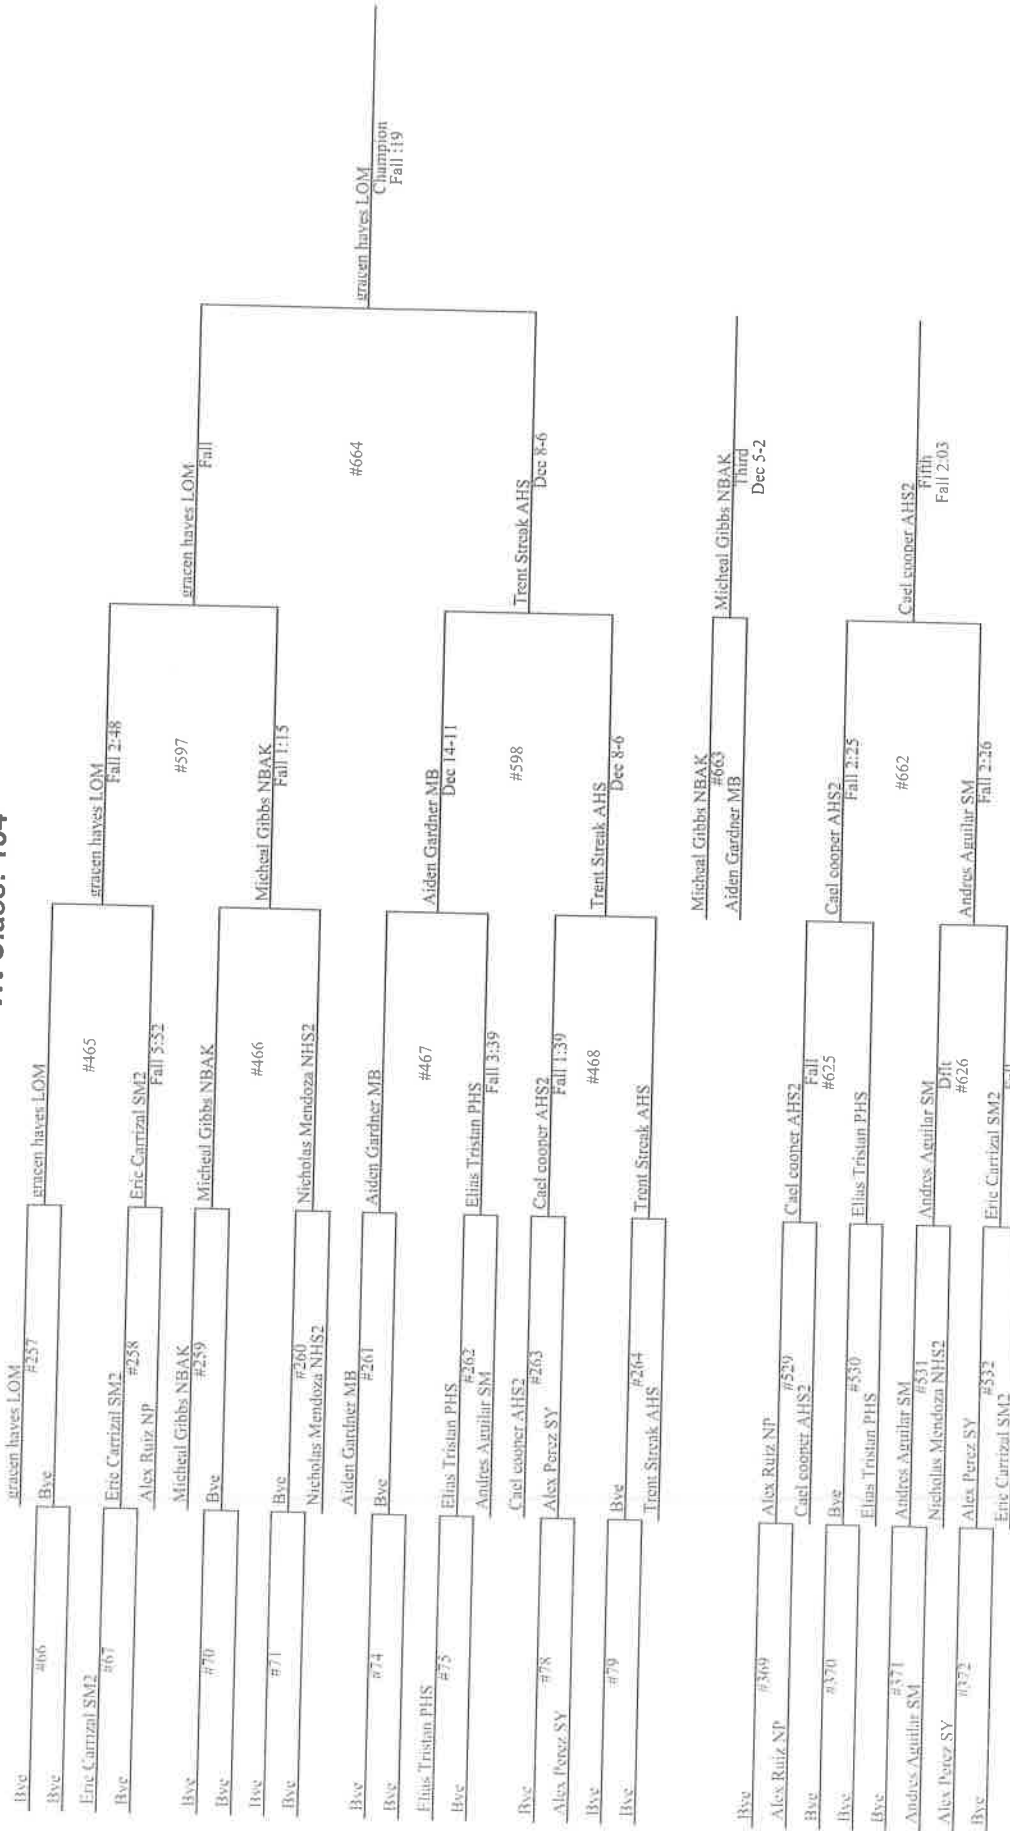 Bye
#66
Bye
Eric Carrizal SM2
#67
Bye
Bye
#70
Bye
Bye
#71
Bye
Bye
#74
Bye
Elias Tristan PHS
#75
Bye
Bye
#78
Alex Perez SY
Bye
#79
Bye
gracen hayes LOM
#257
Bye
Eric Carrizal SM2
#258
Alex Ruiz NP
Micheal Gibbs NBAK
#259
Bye
Bye
#260
Nicholas Mendoza NHS2
Aiden Gardner MB
#261
Bye
Elias Tristan PHS
#262
Andres Aguilar SM
Cael cooper AHS2
#263
Alex Perez SY
Bye
#264
Trent Streak AHS
gracen hayes LOM
#465
Eric Carrizal SM2
Fall 5:52
Micheal Gibbs NBAK
#466
Nicholas Mendoza NHS2
Aiden Gardner MB
#467
Elias Tristan PHS
Fall 3:39
Cael cooper AHS2
Fall 1:39
#468
Trent Streak AHS
gracen hayes LOM
Fall 2:48
#597
Micheal Gibbs NBAK
Fall 1:15
Aiden Gardner MB
Dec 14-11
#598
Trent Streak AHS
Dec 8-6
gracen hayes LOM
Fall
#664
Trent Streak AHS
Dec 8-6
gracen hayes LOM
Champion
Fall :19
Micheal Gibbs NBAK
#663
Aiden Gardner MB
Micheal Gibbs NBAK
Third
Dec 5-2
Bye
#369
Alex Ruiz NP
Bye
#370
Bye
Bye
#371
Andres Aguilar SM
Alex Perez SY
#372
Bye
Alex Ruiz NP
#529
Cael cooper AHS2
Bye
#530
Elias Tristan PHS
Andres Aguilar SM
#531
Nicholas Mendoza NHS2
Alex Perez SY
#532
Eric Carrizal SM2
Cael cooper AHS2
Fall
#625
Elias Tristan PHS
Andres Aguilar SM
Dflt
#626
Eric Carrizal SM2
Cael cooper AHS2
Fall 2:25
#662
Andres Aguilar SM
Fall 2:26
Cael cooper AHS2
Fifth
Fall 2:03